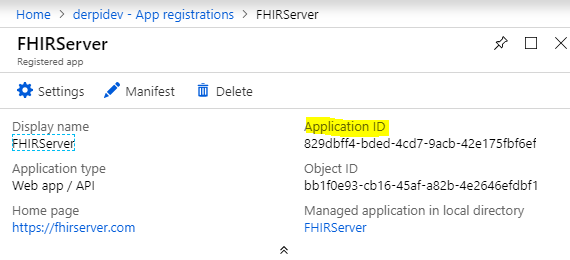 Home > derpidev - App registrations > FHIRServer
FHIRServer
Registered app
Settings Manifest Delete
Display name
FHIRServer
Application ID
829dbff4-bded-4cd7-9acb-42e175fbf6ef
Application type
Web app / API
Object ID
bb1f0e93-cb16-45af-a82b-4e2646efdbf1
Home page
https://fhirserver.com
Managed application in local directory
FHIRServer